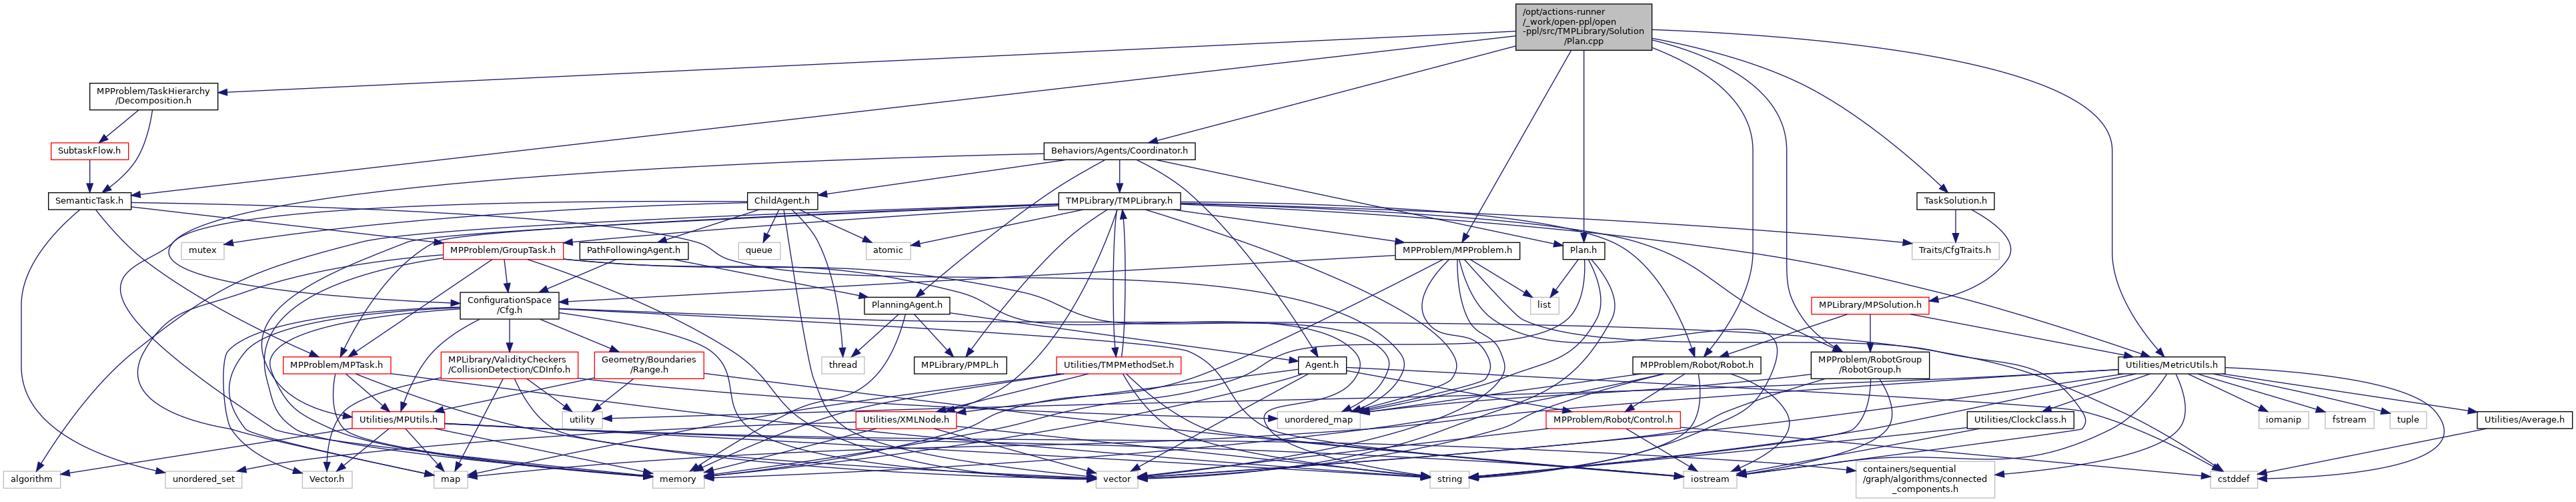 /opt/actions-runner
/_work/open-ppl/open
-ppl/src/TMPLibrary/Solution
/Plan.cpp
MPProblem/TaskHierarchy
/Decomposition.h
SubtaskFlow.h
Behaviors/Agents/Coordinator.h
SemanticTask.h
ChildAgent.h
TMPLibrary/TMPLibrary.h
TaskSolution.h
mutex
MPProblem/GroupTask.h
PathFollowingAgent.h
queue
atomic
MPProblem/MPProblem.h
Plan.h
Traits/CfgTraits.h
ConfigurationSpace
/Cfg.h
PlanningAgent.h
list
MPLibrary/MPSolution.h
MPProblem/MPTask.h
MPLibrary/ValidityCheckers
/CollisionDetection/CDInfo.h
Geometry/Boundaries
/Range.h
thread
MPLibrary/PMPL.h
Utilities/TMPMethodSet.h
Agent.h
MPProblem/Robot/Robot.h
MPProblem/RobotGroup
/RobotGroup.h
Utilities/MetricUtils.h
Utilities/MPUtils.h
utility
Utilities/XMLNode.h
unordered_map
MPProblem/Robot/Control.h
Utilities/ClockClass.h
iomanip
fstream
tuple
Utilities/Average.h
algorithm
unordered_set
Vector.h
map
memory
vector
string
iostream
containers/sequential
/graph/algorithms/connected
_components.h
cstddef